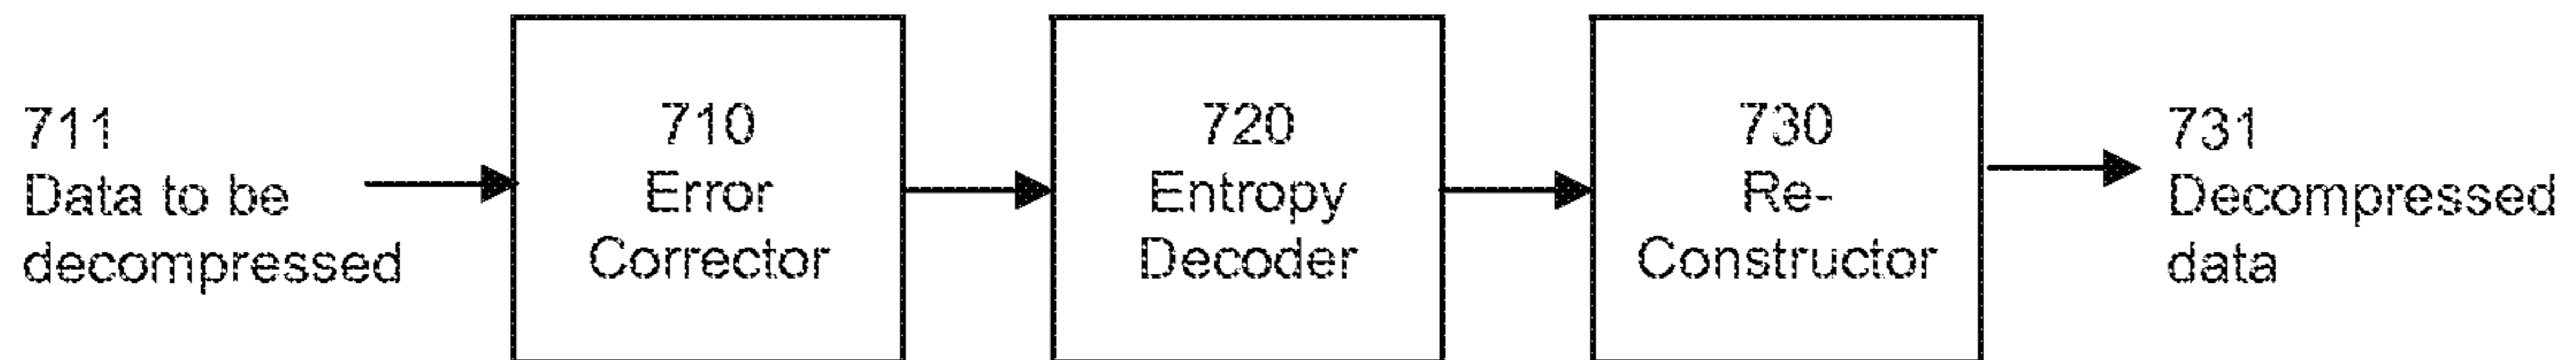 711
Data to be
decompressed
710
Error
Corrector
720
Entropy
Decoder
730
Re-
Constructor
731
Decompressed
data